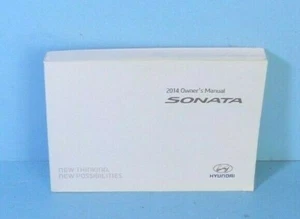 2014 Owner's Manual
SONATA
NEW THINKING.
NEW POSSIBILITIES.
HYUNDAI